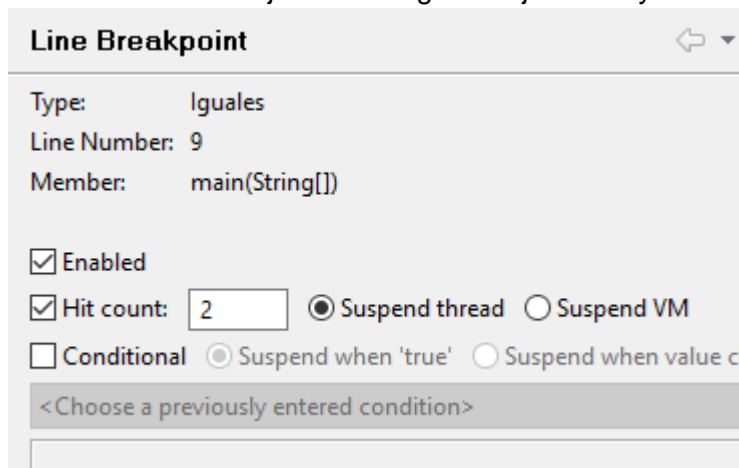 Line Breakpoint
Type: Iguales
Line Number: 9
Member: main(String[])
Enabled
Hit count: 2 Suspend thread Suspend VM
Conditional Suspend when 'true' Suspend when value c
<Choose a previously entered condition>